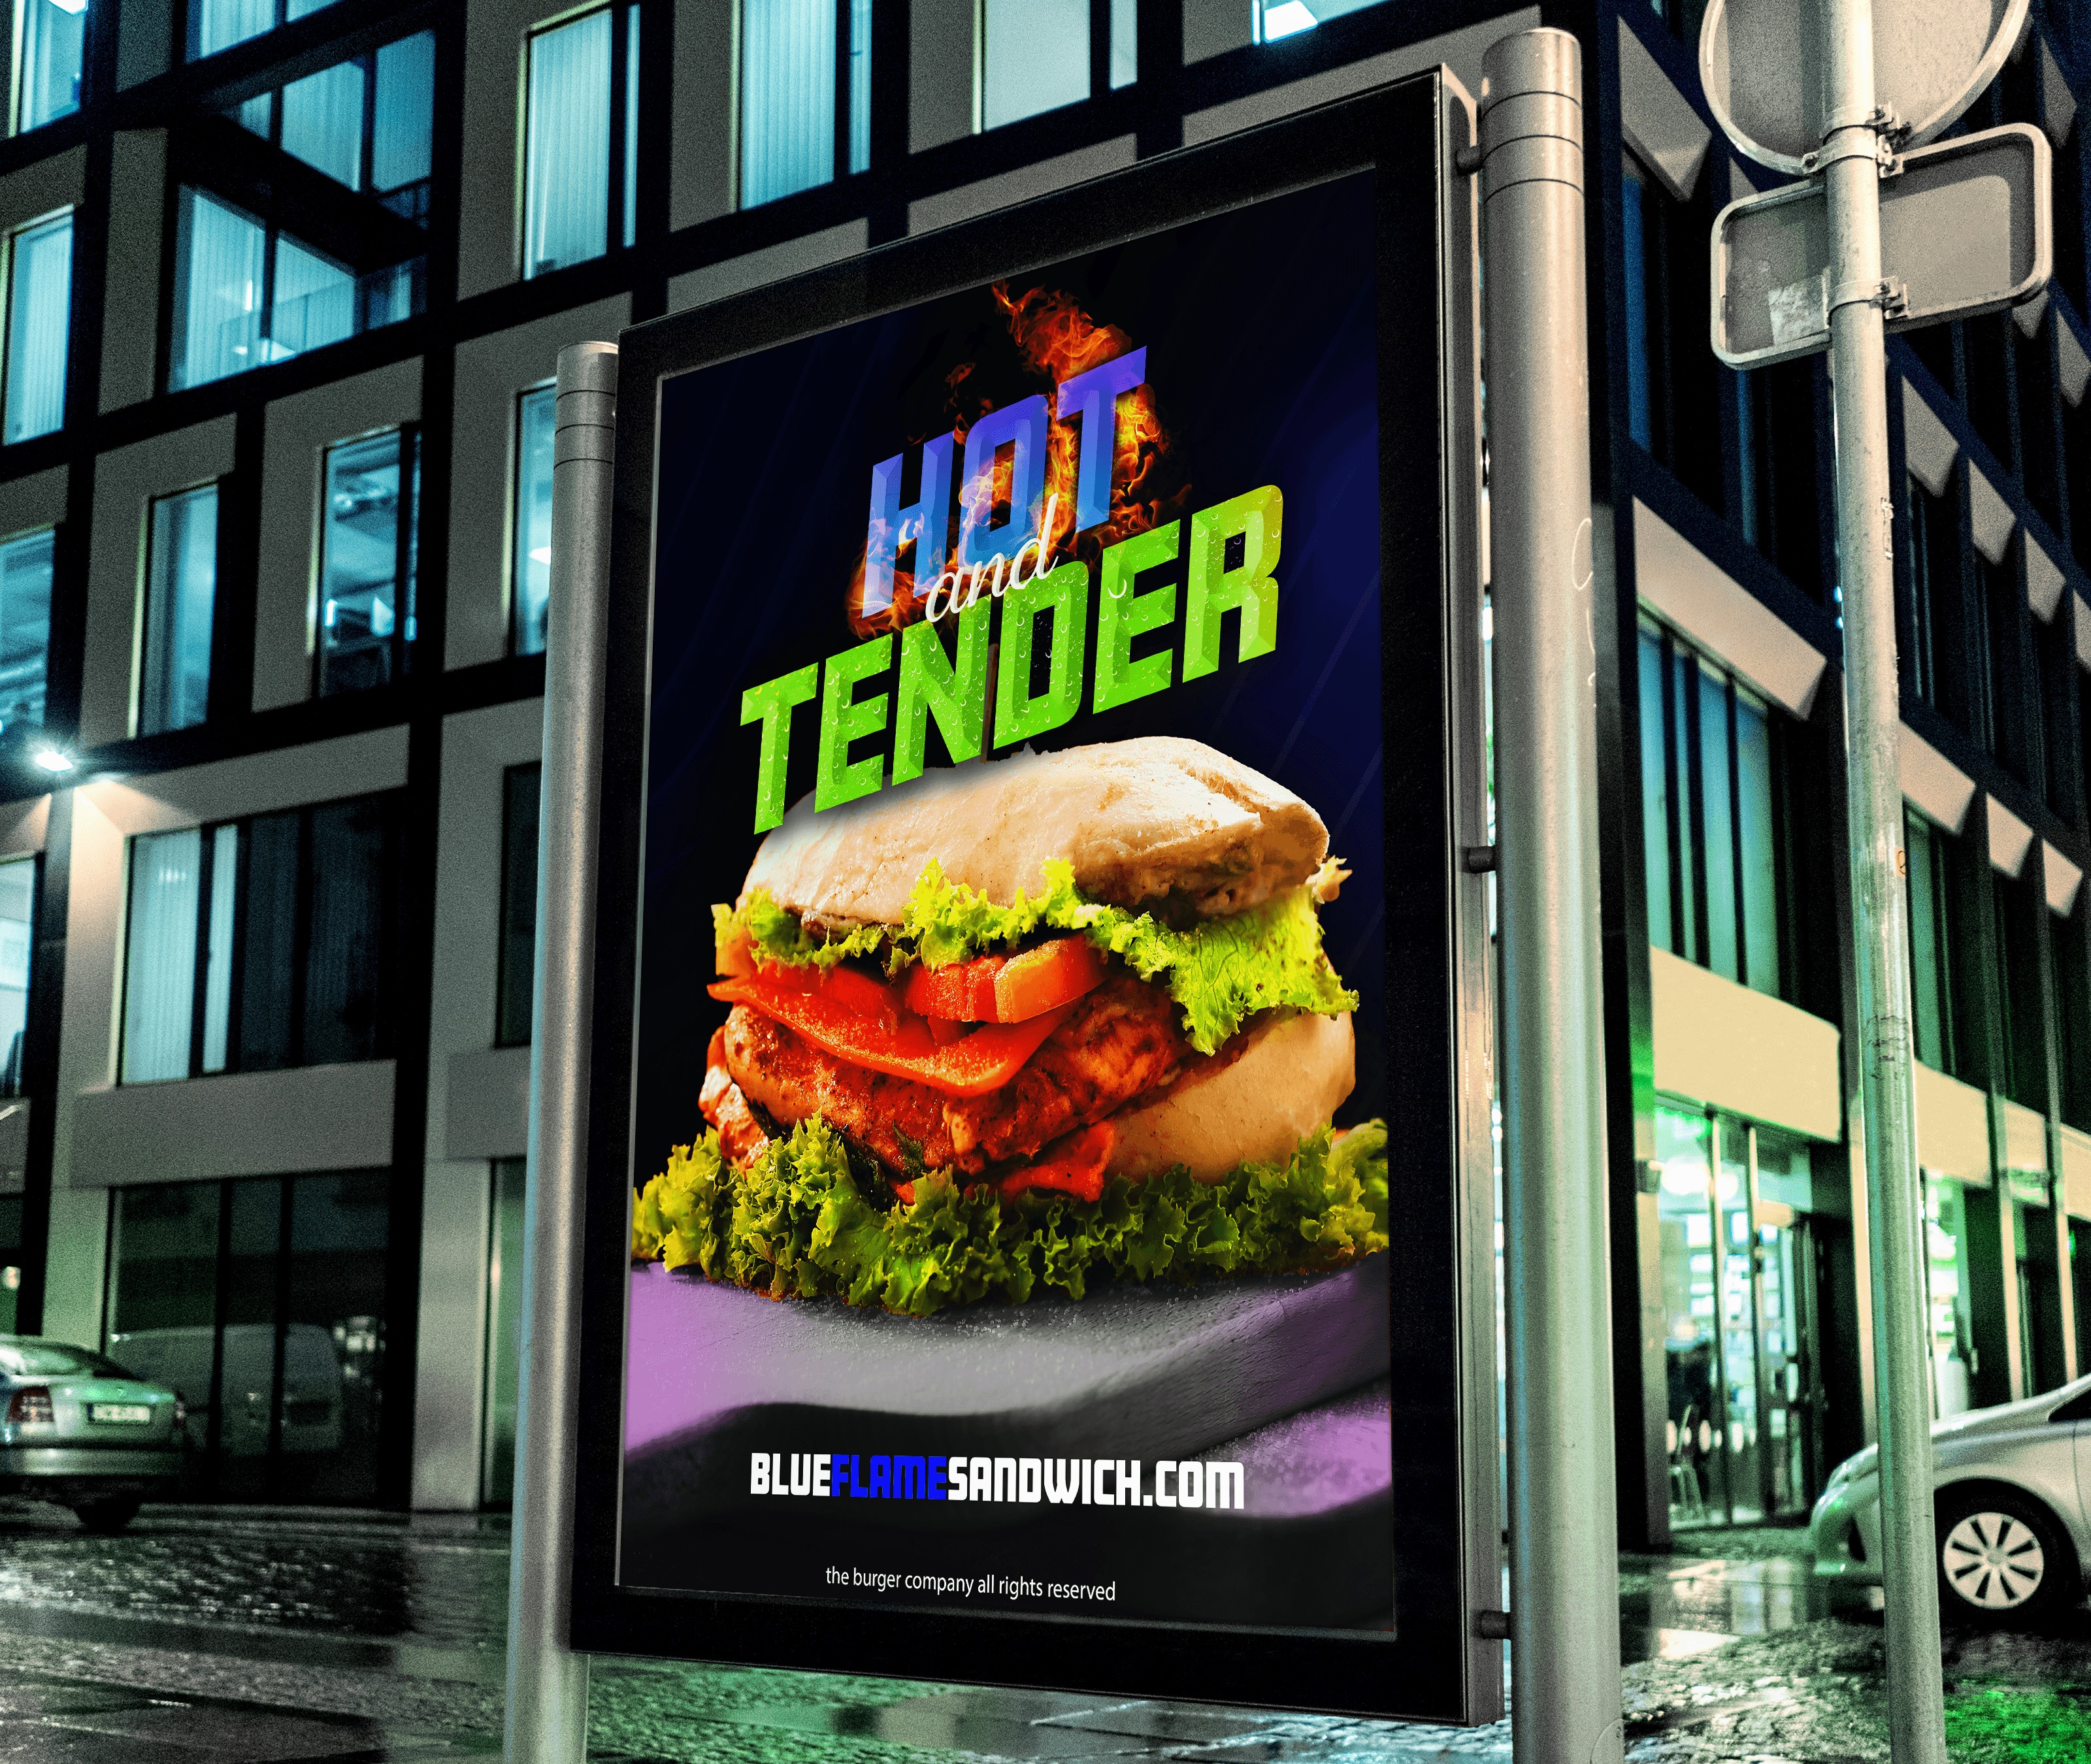 HOT
and
TENDER
BLUEFLAMESANDWICH.COM
the burger company all rights reserved